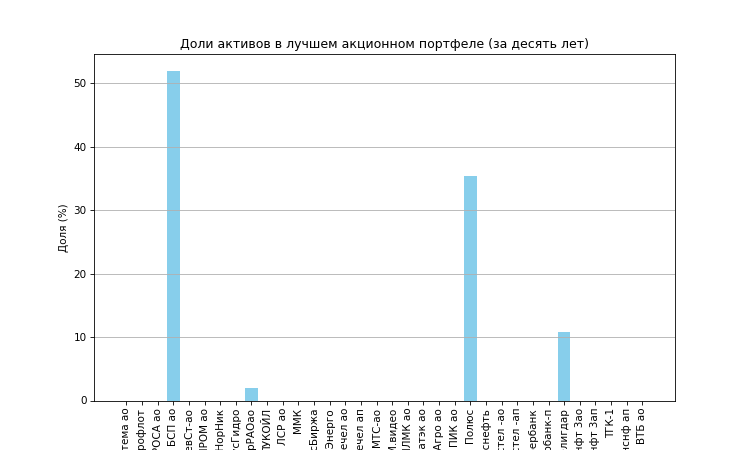 Доли активов в лучшем акционном портфеле (за десять лет)
Доля (%)
50
40
30
20
10
0
тема ао
рофлот
РОСА ао
БСП ао
евСт-ао
ПРОМ ао
НорНик
сГидро
рРАОао
ЛУКОЙЛ
ЛСР ао
ММК
сБиржа
Энерго
ечел ао
ечел ап
МТС-ао
М.видео
ЛМК ао
атэк ао
Агро ао
ПИК ао
Полюс
снефть
стел -ао
стел -ап
ербанк
рбанк-п
лигдар
нфт 3ао
нфт 3ап
ТГК-1
нснф ап
ВТБ ао